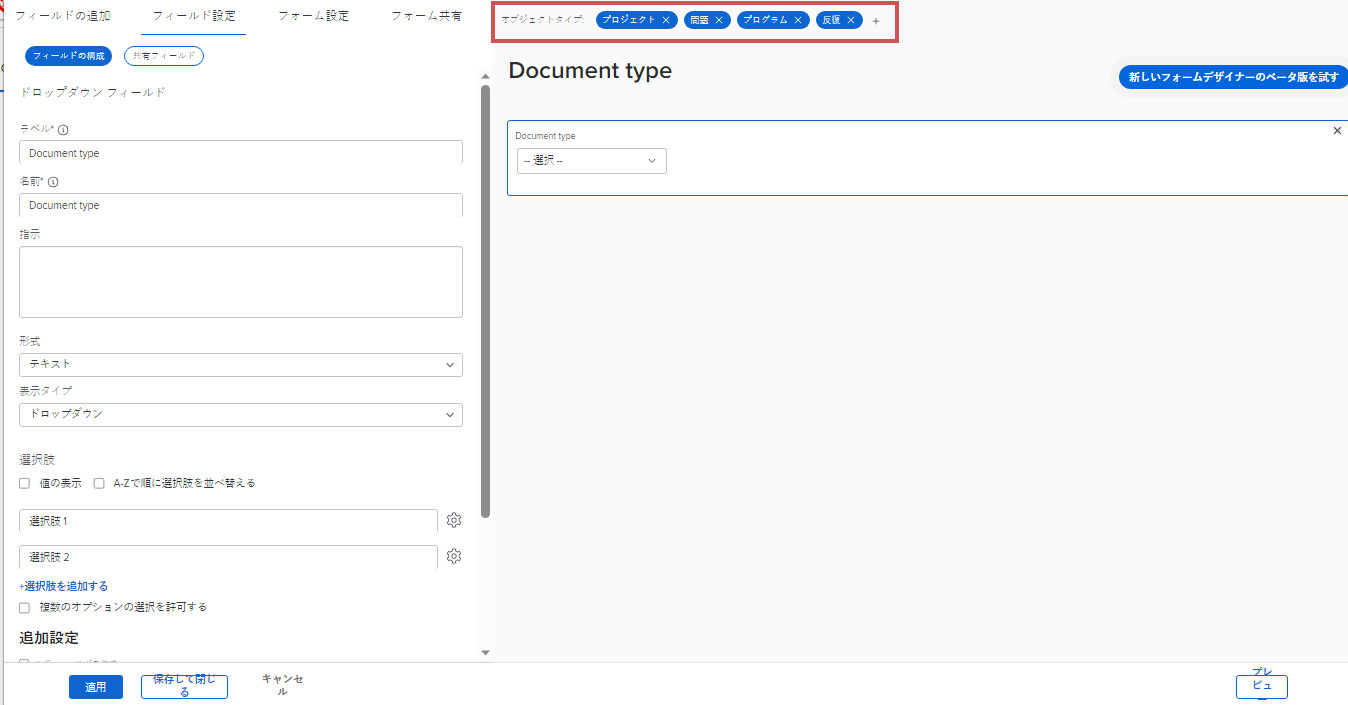 フィールドの追加
フィールド設定
フォーム設定
フォーム共有
フィールドの構成
共有フィールド
ドロップダウン フィールド
ラベル*
Document type
名前*
Document type
指示
形式
テキスト
表示タイプ
ドロップダウン
選択肢
値の表示
A-Zで順に選択肢を並べ替える
選択肢 1
選択肢 2
+選択肢を追加する
複数のオプションの選択を許可する
追加設定
適用
保存して閉じ
る
キャンセ
ル
オブジェクトタイプ:
プロジェクト
問題
プログラム
反復
+
Document type
新しいフォームデザイナーのベータ版を試す
Document type
-- 選択 --
プレ
ビュ
ー